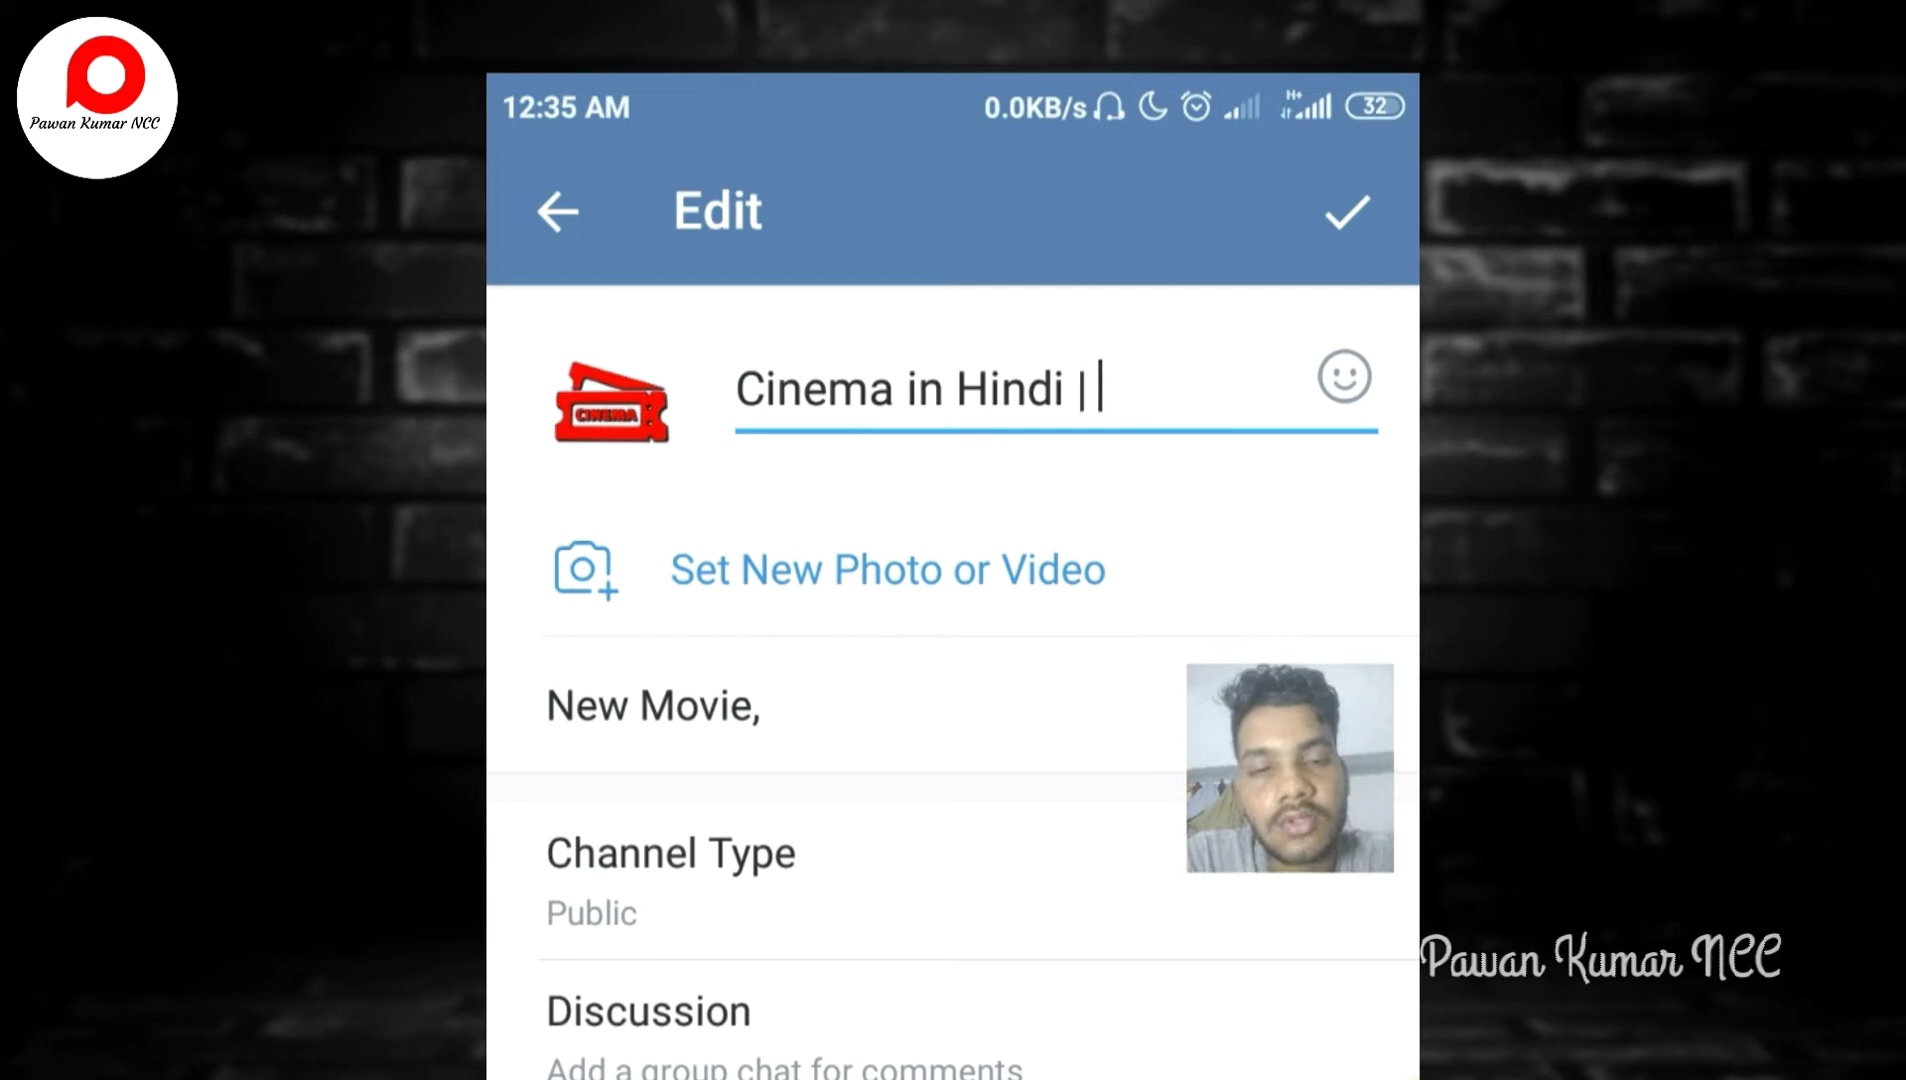 Pawan Kumar NCC
12:35 AM
0.0KB/s
H+
32
Edit
CINEMA
Cinema in Hindi |
Set New Photo or Video
New Movie,
Channel Type
Public
Pawan Kumar NCC
Discussion
Add a group chat for comments